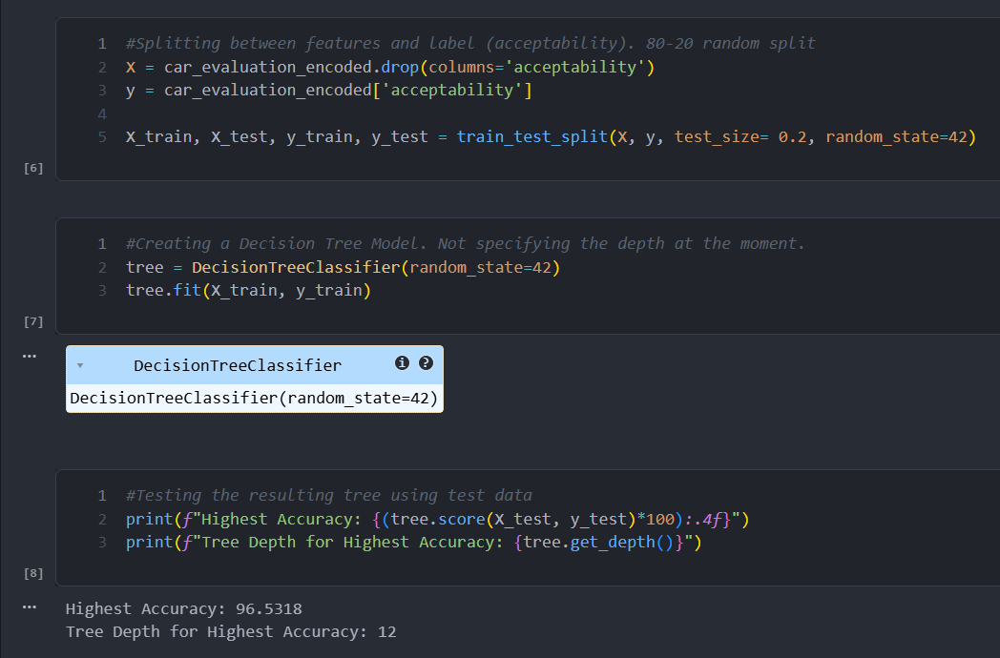 1 #Splitting between features and label (acceptability). 80-20 random split
2 X = car_evaluation_encoded.drop(columns='acceptability')
3 y = car_evaluation_encoded['acceptability']
4
5 X_train, X_test, y_train, y_test = train_test_split(X, y, test_size= 0.2, random_state=42)
[6]
1 #Creating a Decision Tree Model. Not specifying the depth at the moment.
2 tree = DecisionTreeClassifier(random_state=42)
3 tree.fit(X_train, y_train)
[7]
...
DecisionTreeClassifier i ?
DecisionTreeClassifier(random_state=42)
1 #Testing the resulting tree using test data
2 print(f"Highest Accuracy: {(tree.score(X_test, y_test)*100):.4f}")
3 print(f"Tree Depth for Highest Accuracy: {tree.get_depth()}")
[8]
...
Highest Accuracy: 96.5318
Tree Depth for Highest Accuracy: 12